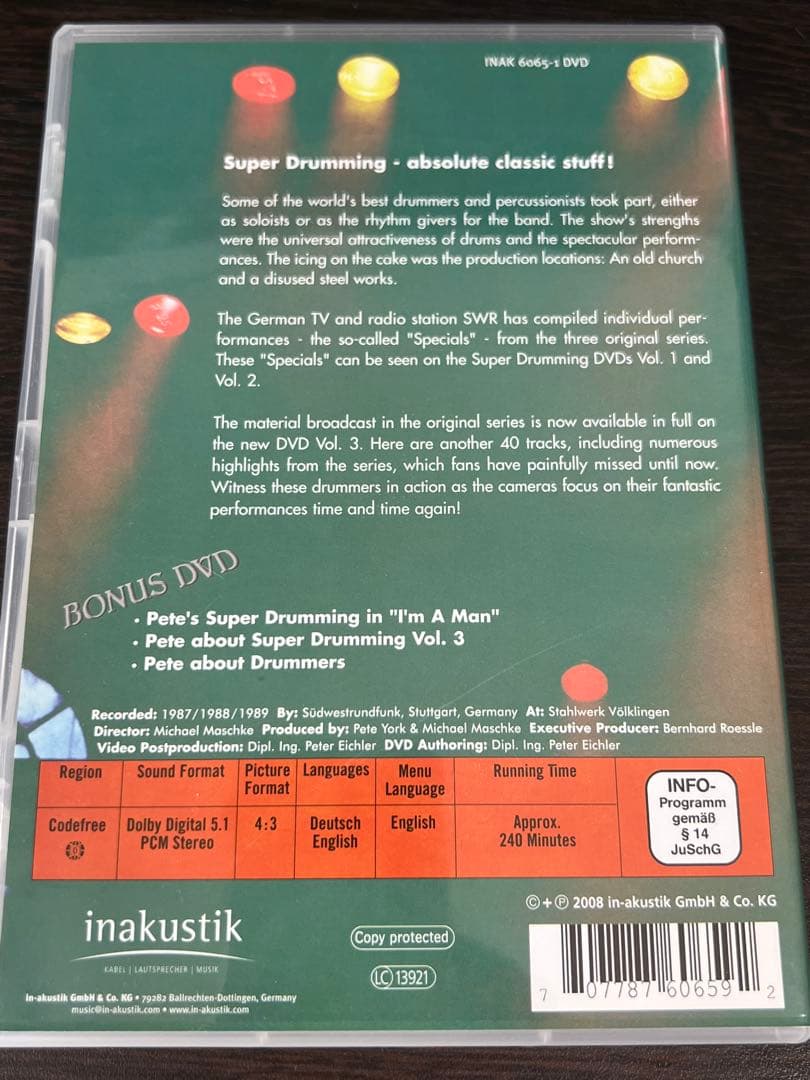 INAK 6065-1 DVD
Super Drumming - absolute classic stuff!
Some of the world's best drummers and percussionists took part, either
as soloists or as the rhythm givers for the band. The show's strengths
were the universal attractiveness of drums and the spectacular perform-
ances. The icing on the cake was the production locations: An old church
and a disused steel works.
The German TV and radio station SWR has compiled individual per-
formances - the so-called "Specials" - from the three original series.
These "Specials" can be seen on the Super Drumming DVDs Vol. 1 and
Vol. 2.
The material broadcast in the original series is now available in full on
the new DVD Vol. 3. Here are another 40 tracks, including numerous
highlights from the series, which fans have painfully missed until now.
Witness these drummers in action as the cameras focus on their fantastic
performances time and time again!
BONUS DVD
• Pete's Super Drumming in "I'm A Man"
• Pete about Super Drumming Vol. 3
• Pete about Drummers
Recorded: 1987/1988/1989 By: Südwestrundfunk, Stuttgart, Germany At: Stahlwerk Völklingen
Director: Michael Maschke Produced by: Pete York & Michael Maschke Executive Producer: Bernhard Roessle
Video Postproduction: Dipl. Ing. Peter Eichler DVD Authoring: Dipl. Ing. Peter Eichler
Region
Sound Format
Picture
Format
Languages
Menu
Language
Running Time
Codefree
Dolby Digital 5.1
PCM Stereo
4:3
Deutsch
English
English
Approx.
240 Minutes
INFO-
Programm
gemäß
§ 14
JuSchG
© + ℗ 2008 in-akustik GmbH & Co. KG
inakustik
KABEL | LAUTSPRECHER | MUSIK
Copy protected
LC 13921
in-akustik GmbH & Co. KG • 79282 Ballrechten-Dottingen, Germany
music@in-akustik.com • www.in-akustik.com
7 07787 60659 2